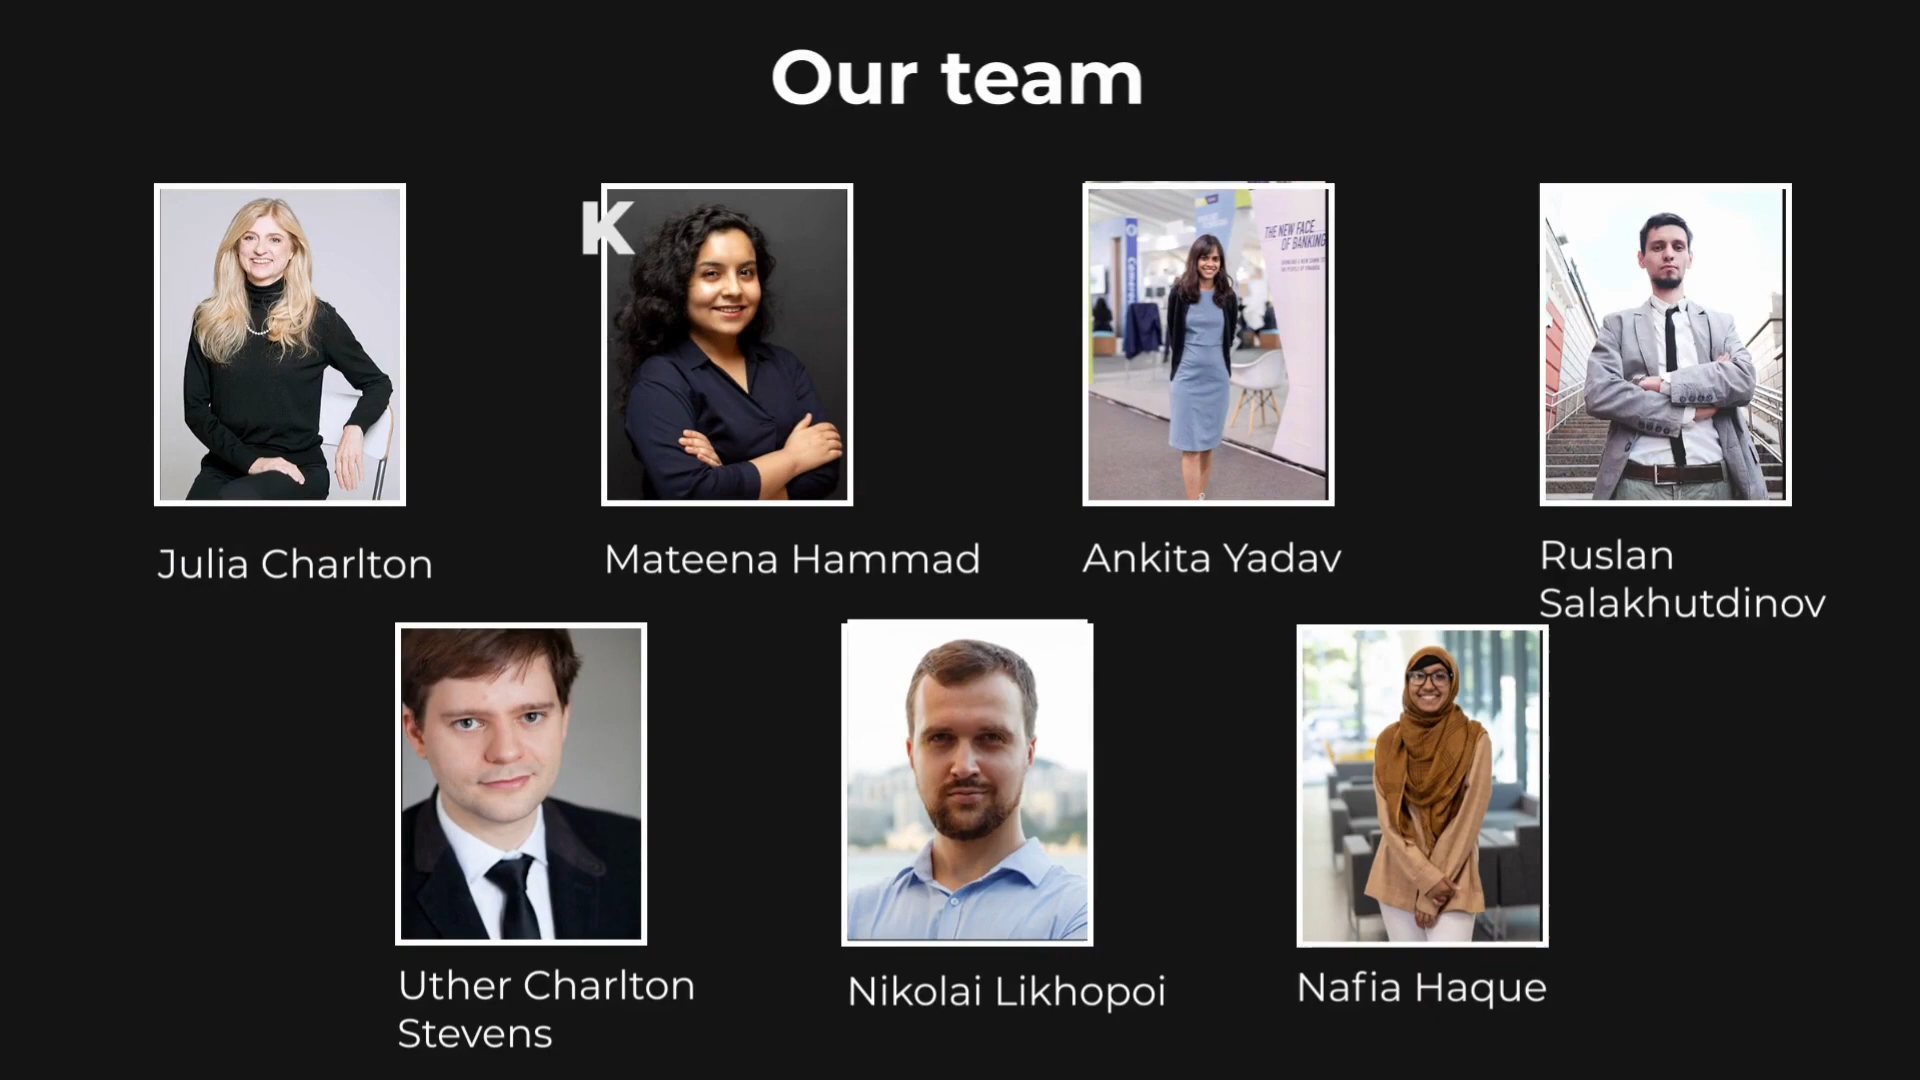 Our team
K
THE NEW FACE
OF BANKING
Julia Charlton
Mateena Hammad
Ankita Yadav
Ruslan
Salakhutdinov
Uther Charlton
Stevens
Nikolai Likhopoi
Nafia Haque